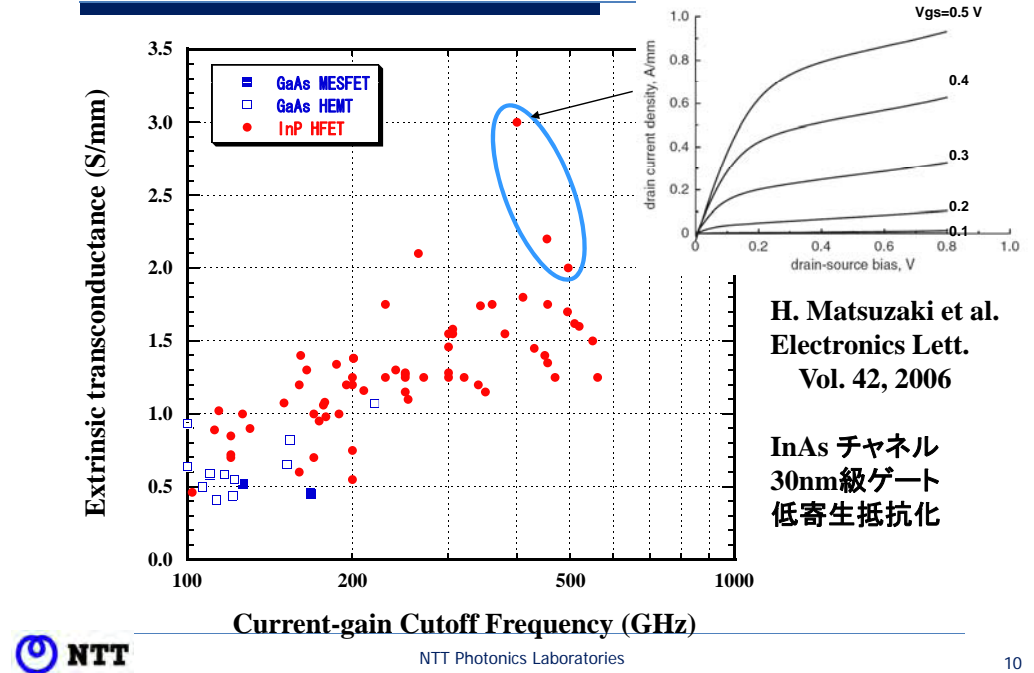 3.5
3.0
2.5
2.0
1.5
1.0
0.5
0.0
Extrinsic transconductance (S/mm)
GaAs MESFET
GaAs HEMT
InP HFET
100
200
500
1000
Current-gain Cutoff Frequency (GHz)
Vgs=0.5 V
0.4
0.3
0.2
0.1
1.0
0.8
0.6
0.4
0.2
0
drain current density, A/mm
0
0.2
0.4
0.6
0.8
1.0
drain-source bias, V
H. Matsuzaki et al.
Electronics Lett.
Vol. 42, 2006
InAs チャネル
30nm級ゲート
低寄生抵抗化
NTT
NTT Photonics Laboratories
10